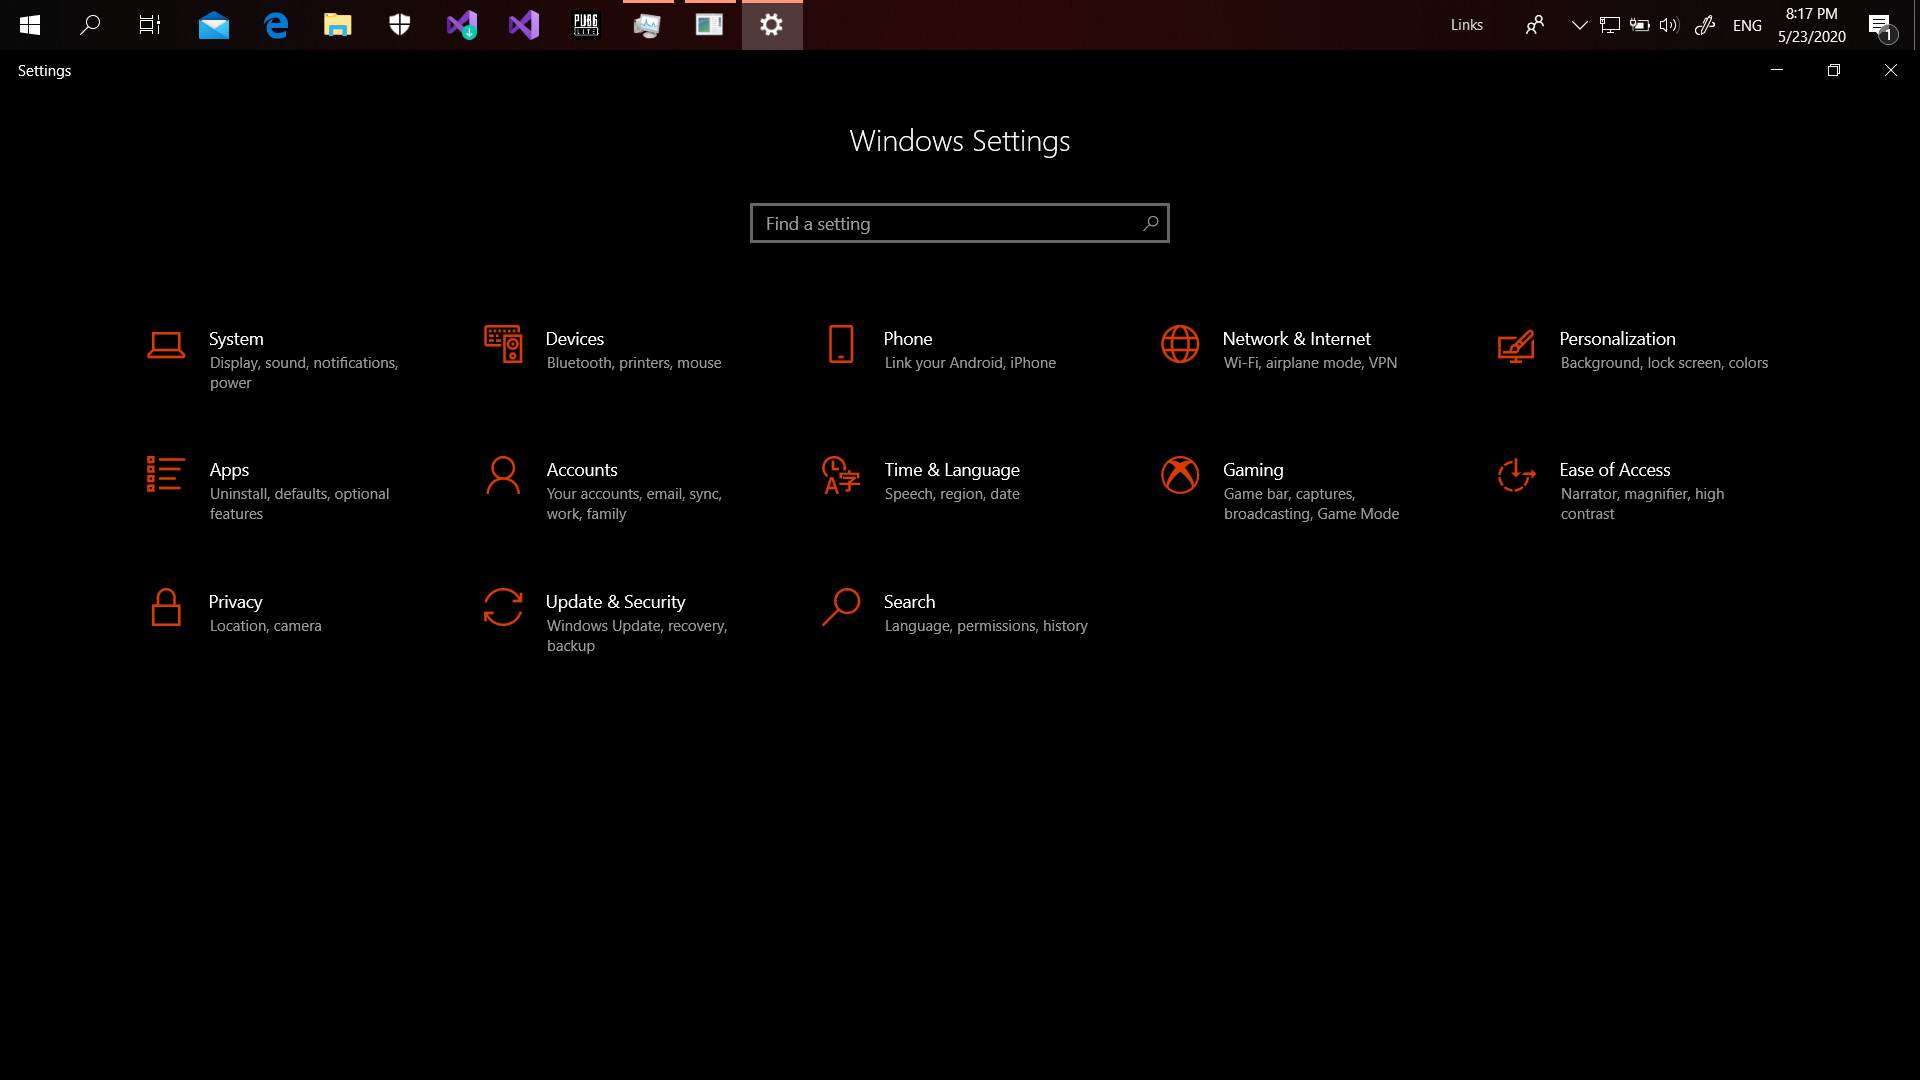 PUBG
LITE
Links
ENG
8:17 PM
5/23/2020
1
Settings
Windows Settings
Find a setting
System
Display, sound, notifications,
power
Devices
Bluetooth, printers, mouse
Phone
Link your Android, iPhone
Network & Internet
Wi-Fi, airplane mode, VPN
Personalization
Background, lock screen, colors
Apps
Uninstall, defaults, optional
features
Accounts
Your accounts, email, sync,
work, family
Time & Language
Speech, region, date
Gaming
Game bar, captures,
broadcasting, Game Mode
Ease of Access
Narrator, magnifier, high
contrast
Privacy
Location, camera
Update & Security
Windows Update, recovery,
backup
Search
Language, permissions, history